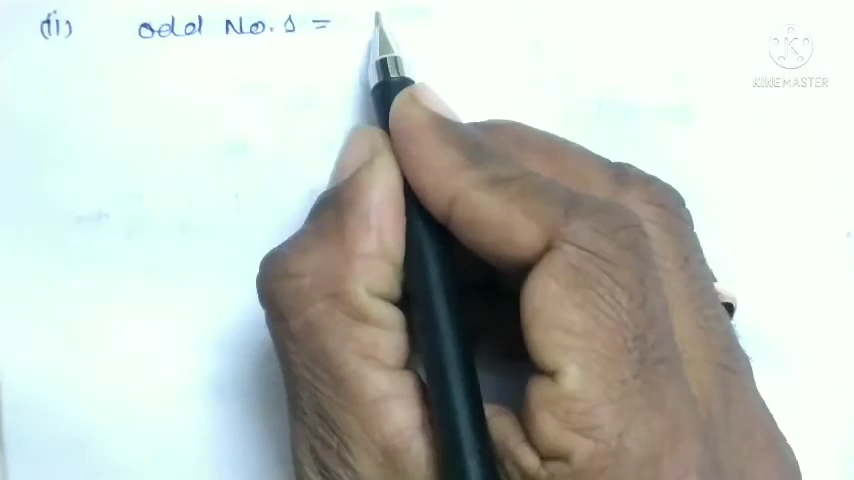 (ii) odd No. s =
KINEMASTER